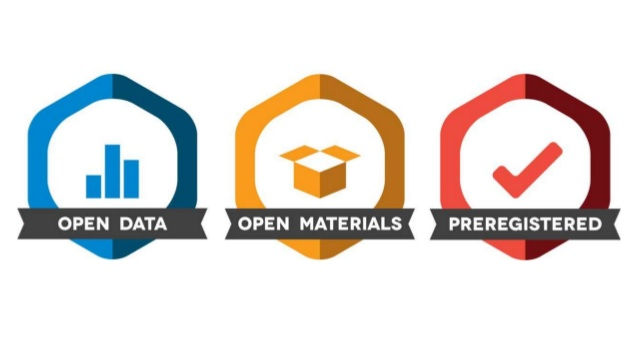 OPEN DATA
OPEN MATERIALS
PREREGISTERED